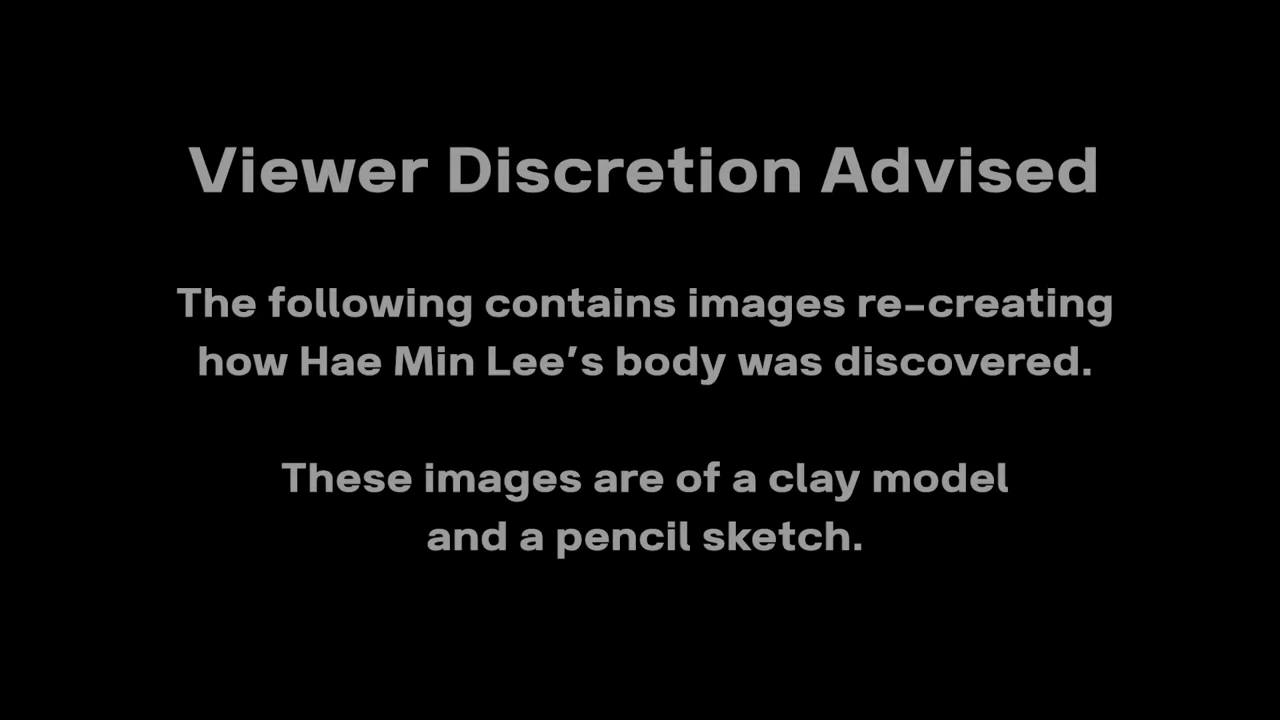 Viewer Discretion Advised
The following contains images re-creating
how Hae Min Lee's body was discovered.
These images are of a clay model
and a pencil sketch.